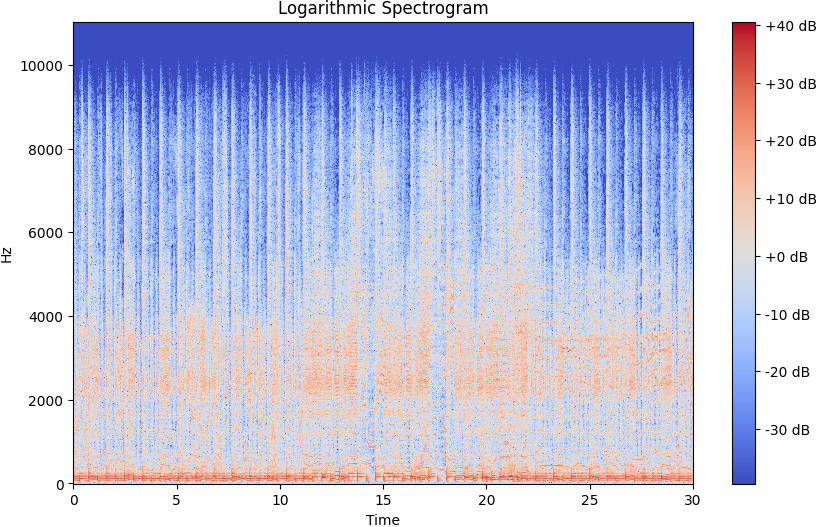 Logarithmic Spectrogram
+40 dB
+30 dB
+20 dB
+10 dB
+0 dB
-10 dB
-20 dB
-30 dB
10000
8000
6000
4000
2000
0
Hz
0 5 10 15 20 25 30
Time